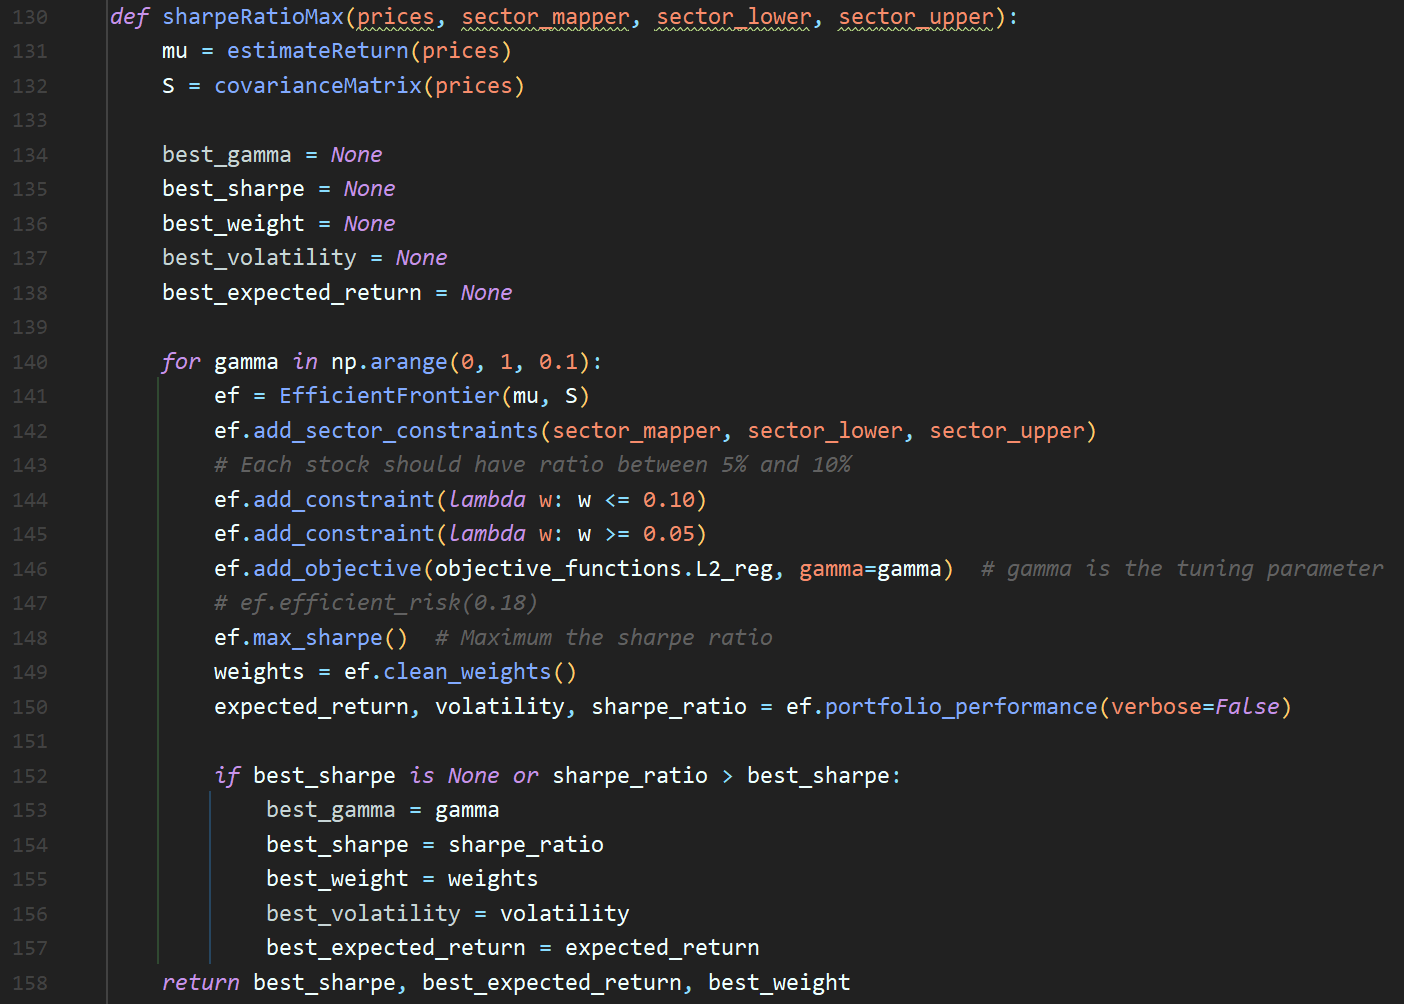 130 def sharpeRatioMax(prices, sector_mapper, sector_lower, sector_upper):
131 mu = estimateReturn(prices)
132 S = covarianceMatrix(prices)
133
134 best_gamma = None
135 best_sharpe = None
136 best_weight = None
137 best_volatility = None
138 best_expected_return = None
139
140 for gamma in np.arange(0, 1, 0.1):
141 ef = EfficientFrontier(mu, S)
142 ef.add_sector_constraints(sector_mapper, sector_lower, sector_upper)
143 # Each stock should have ratio between 5% and 10%
144 ef.add_constraint(lambda w: w <= 0.10)
145 ef.add_constraint(lambda w: w >= 0.05)
146 ef.add_objective(objective_functions.L2_reg, gamma=gamma)  # gamma is the tuning parameter
147 # ef.efficient_risk(0.18)
148 ef.max_sharpe()  # Maximum the sharpe ratio
149 weights = ef.clean_weights()
150 expected_return, volatility, sharpe_ratio = ef.portfolio_performance(verbose=False)
151
152 if best_sharpe is None or sharpe_ratio > best_sharpe:
153 best_gamma = gamma
154 best_sharpe = sharpe_ratio
155 best_weight = weights
156 best_volatility = volatility
157 best_expected_return = expected_return
158 return best_sharpe, best_expected_return, best_weight